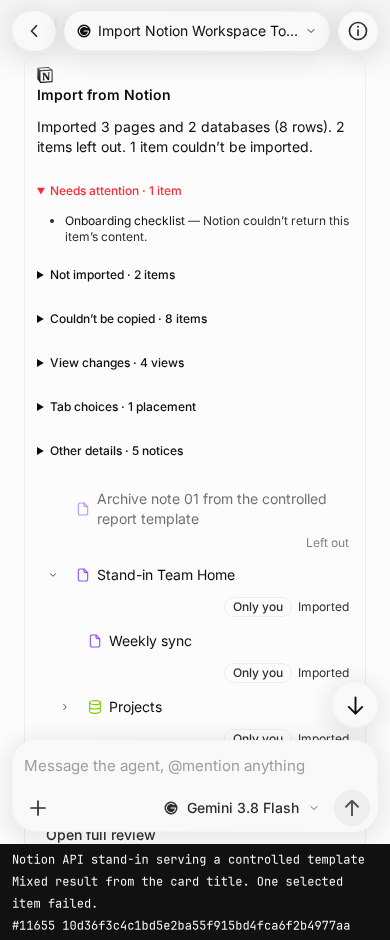 Import Notion Workspace To...
Import from Notion
Imported 3 pages and 2 databases (8 rows). 2
items left out. 1 item couldn’t be imported.
Needs attention · 1 item
Onboarding checklist — Notion couldn’t return this
item’s content.
Not imported · 2 items
Couldn’t be copied · 8 items
View changes · 4 views
Tab choices · 1 placement
Other details · 5 notices
Archive note 01 from the controlled
report template
Left out
Stand-in Team Home
Only you Imported
Weekly sync
Only you Imported
Projects
Only you Imported
Message the agent, @mention anything
Gemini 3.8 Flash
Open full review
Notion API stand-in serving a controlled template
Mixed result from the card title. One selected
item failed.
#11655 10d36f3c4c1bd5e2ba55f915bd4fca6f2b4977aa